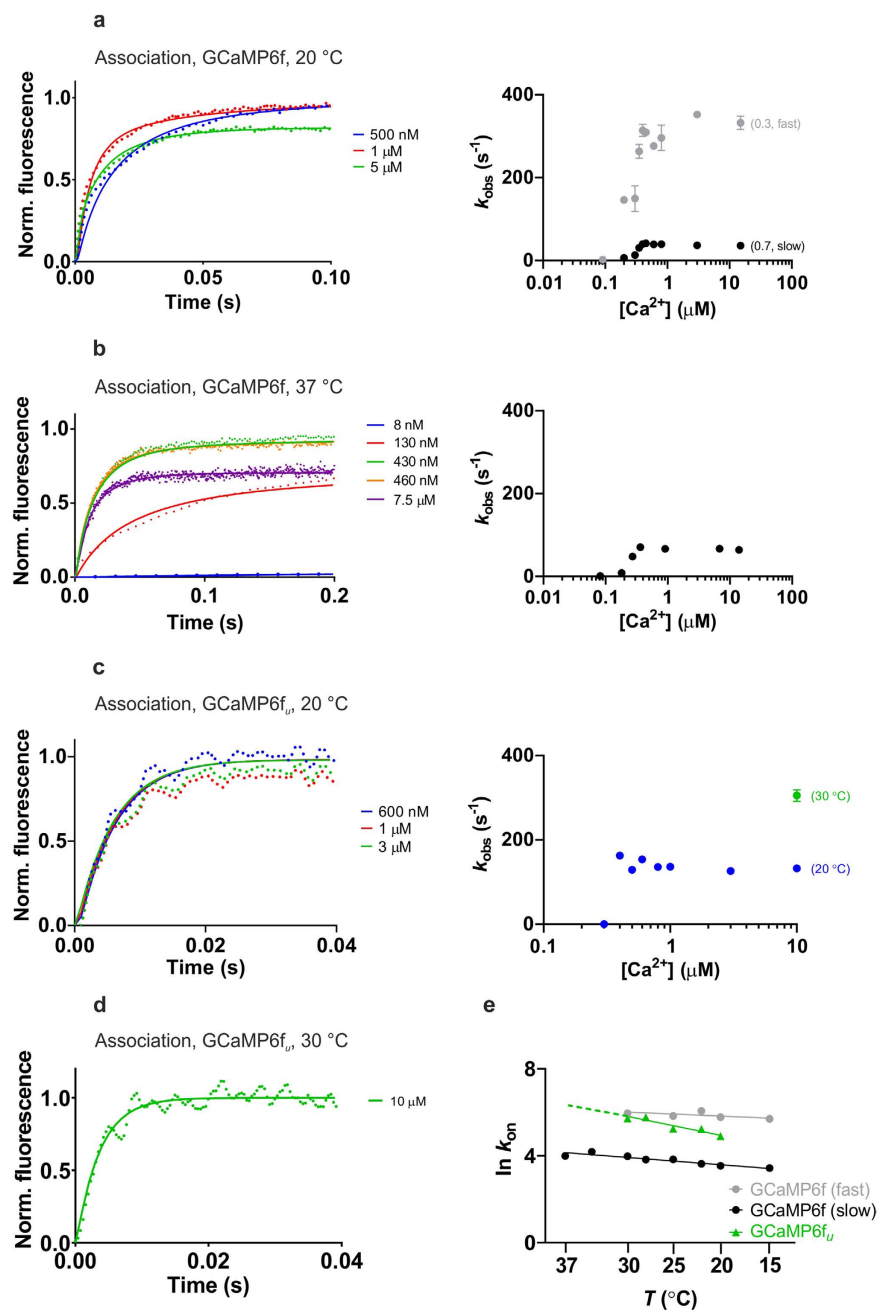 a
Association, GCaMP6f, 20 °C
Norm. fluorescence
1.0
0.5
0.0
0.00 0.05 0.10
Time (s)
500 nM
1 μM
5 μM
kobs (s-1)
400
200
0
(0.3, fast)
(0.7, slow)
0.01 0.1 1 10 100
[Ca2+] (μM)
b
Association, GCaMP6f, 37 °C
Norm. fluorescence
1.0
0.5
0.0
0.0 0.1 0.2
Time (s)
8 nM
130 nM
430 nM
460 nM
7.5 μM
kobs (s-1)
400
200
0
0.01 0.1 1 10 100
[Ca2+] (μM)
c
Association, GCaMP6fu, 20 °C
Norm. fluorescence
1.0
0.5
0.0
0.00 0.02 0.04
Time (s)
600 nM
1 μM
3 μM
kobs (s-1)
400
200
0
(30 °C)
(20 °C)
0.1 1 10
[Ca2+] (μM)
d
Association, GCaMP6fu, 30 °C
Norm. fluorescence
1.0
0.5
0.0
0.00 0.02 0.04
Time (s)
10 μM
e
ln kon
8
4
0
GCaMP6f (fast)
GCaMP6f (slow)
GCaMP6fu
37 30 25 20 15
T (°C)